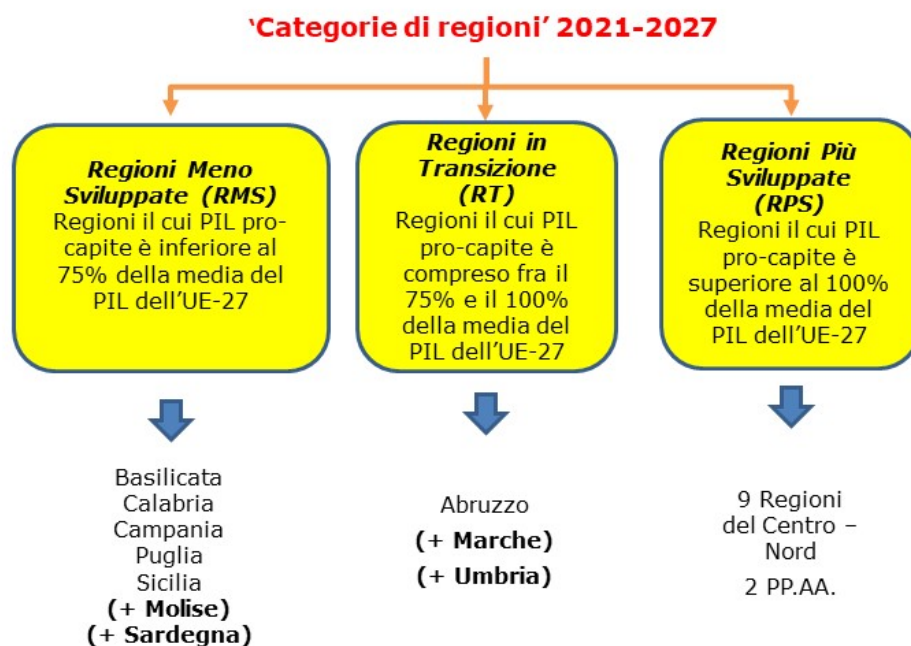 'Categorie di regioni' 2021-2027
Regioni Meno
Sviluppate (RMS)
Regioni il cui PIL pro-
capite è inferiore al
75% della media del
PIL dell'UE-27
Regioni in
Transizione
(RT)
Regioni il cui PIL
pro-capite è
compreso fra il
75% e il 100%
della media del
PIL dell'UE-27
Regioni Più
Sviluppate
(RPS)
Regioni il cui PIL
pro-capite è
superiore al 100%
della media del
PIL dell'UE-27
Basilicata
Calabria
Campania
Puglia
Sicilia
(+ Molise)
(+ Sardegna)
Abruzzo
(+ Marche)
(+ Umbria)
9 Regioni
del Centro –
Nord
2 PP.AA.